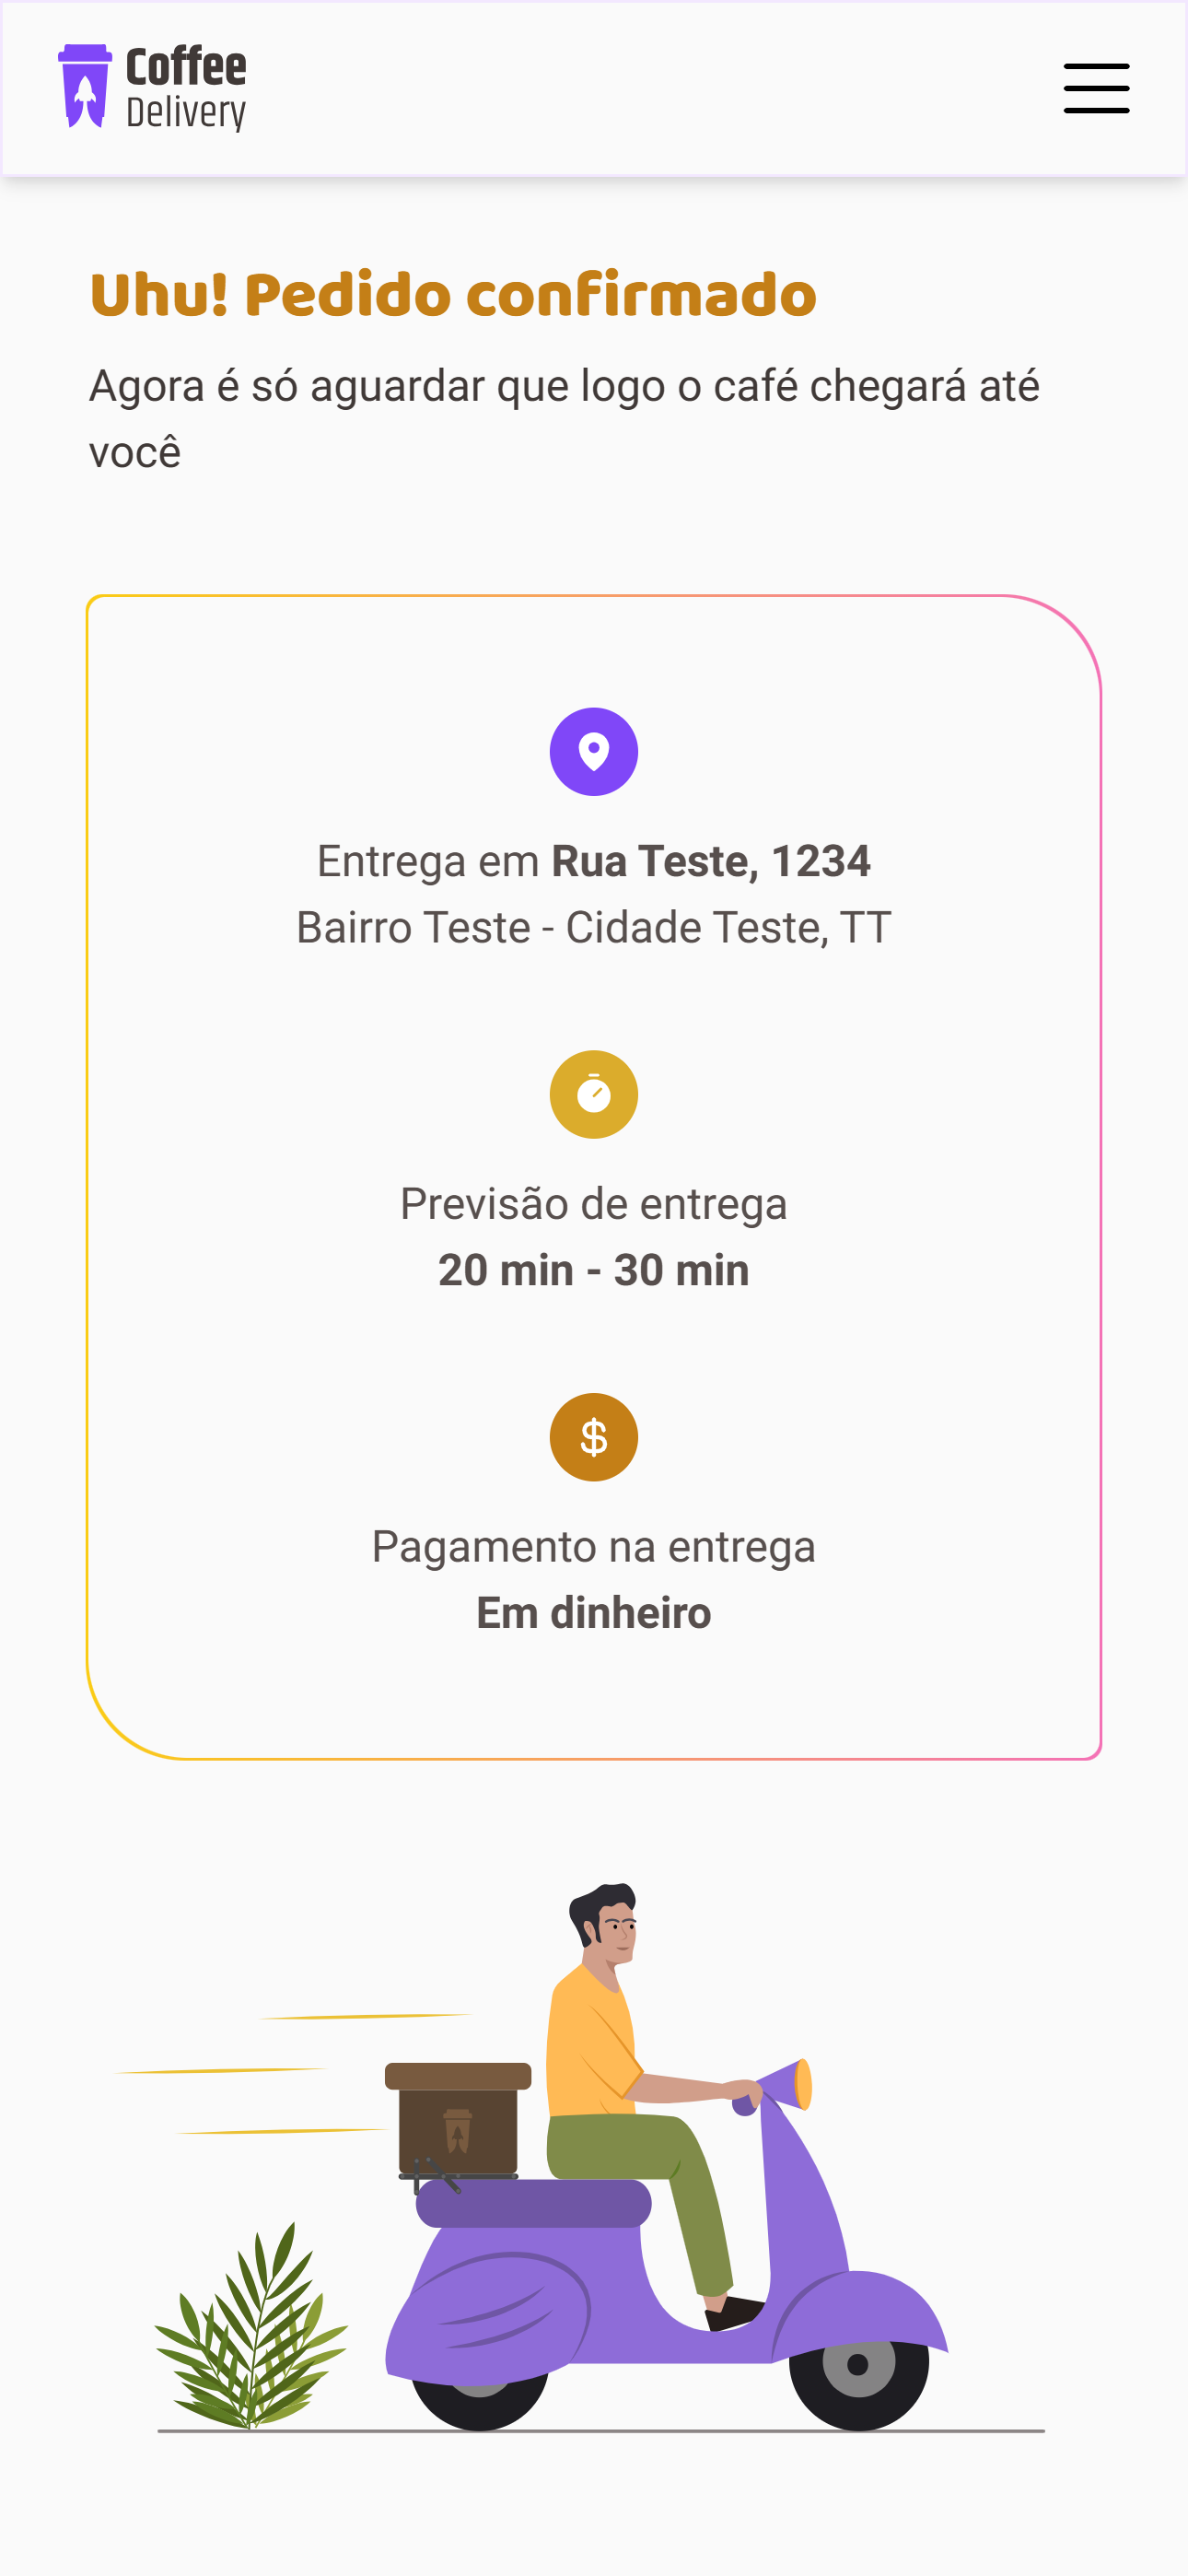 Coffee
Delivery
Uhu! Pedido confirmado
Agora é só aguardar que logo o café chegará até
você
Entrega em Rua Teste, 1234
Bairro Teste - Cidade Teste, TT
Previsão de entrega
20 min - 30 min
$
Pagamento na entrega
Em dinheiro